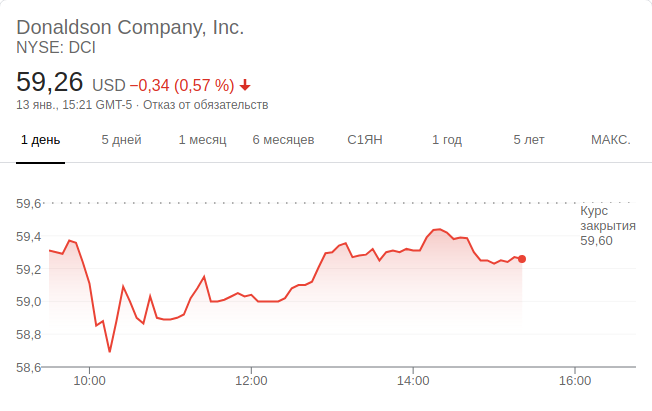 Donaldson Company, Inc.
NYSE: DCI
59,26 USD −0,34 (0,57 %) ↓
13 янв., 15:21 GMT-5 · Отказ от обязательств
1 день 5 дней 1 месяц 6 месяцев С1ЯН 1 год 5 лет МАКС.
59,6
Курс
закрытия
59,60
59,4
59,2
59,0
58,8
58,6
10:00 12:00 14:00 16:00